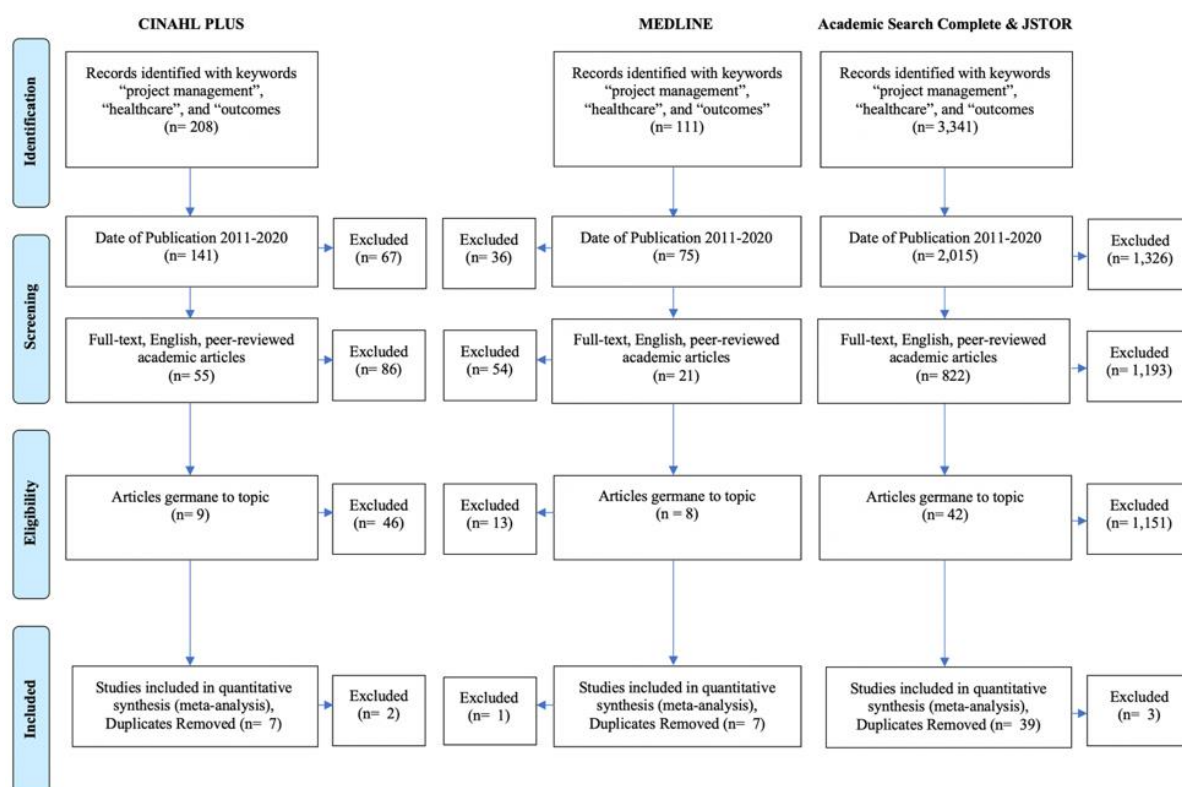 CINAHL PLUS
MEDLINE
Academic Search Complete & JSTOR
Identification
Records identified with keywords
“project management”,
“healthcare”, and “outcomes
(n= 208)
Records identified with keywords
“project management”,
“healthcare”, and “outcomes”
(n= 111)
Records identified with keywords
“project management”,
“healthcare”, and “outcomes
(n= 3,341)
Screening
Date of Publication 2011-2020
(n= 141)
Excluded
(n= 67)
Excluded
(n= 36)
Date of Publication 2011-2020
(n= 75)
Date of Publication 2011-2020
(n= 2,015)
Excluded
(n= 1,326)
Full-text, English, peer-reviewed
academic articles
(n= 55)
Excluded
(n= 86)
Excluded
(n= 54)
Full-text, English, peer-reviewed
academic articles
(n= 21)
Full-text, English, peer-reviewed
academic articles
(n= 822)
Excluded
(n= 1,193)
Eligibility
Articles germane to topic
(n= 9)
Excluded
(n=  46)
Excluded
(n= 13)
Articles germane to topic
(n = 8)
Articles germane to topic
(n= 42)
Excluded
(n= 1,151)
Included
Studies included in quantitative
synthesis (meta-analysis),
Duplicates Removed (n=  7)
Excluded
(n=  2)
Excluded
(n=  1)
Studies included in quantitative
synthesis (meta-analysis),
Duplicates Removed (n=  7)
Studies included in quantitative
synthesis (meta-analysis),
Duplicates Removed (n=  39)
Excluded
(n=  3)